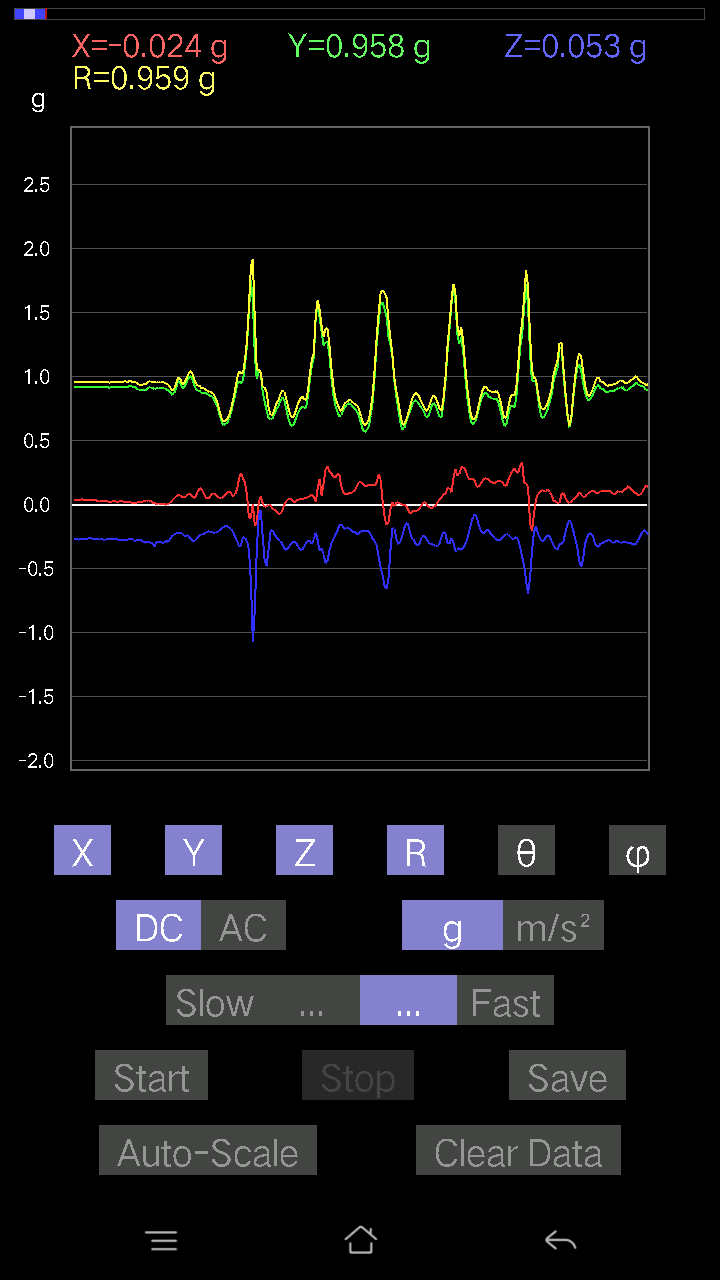 X=-0.024 g Y=0.958 g Z=0.053 g
R=0.959 g
g
2.5
2.0
1.5
1.0
0.5
0.0
-0.5
-1.0
-1.5
-2.0
X Y Z R θ φ
DC AC g m/s²
Slow ... ... Fast
Start Stop Save
Auto-Scale Clear Data